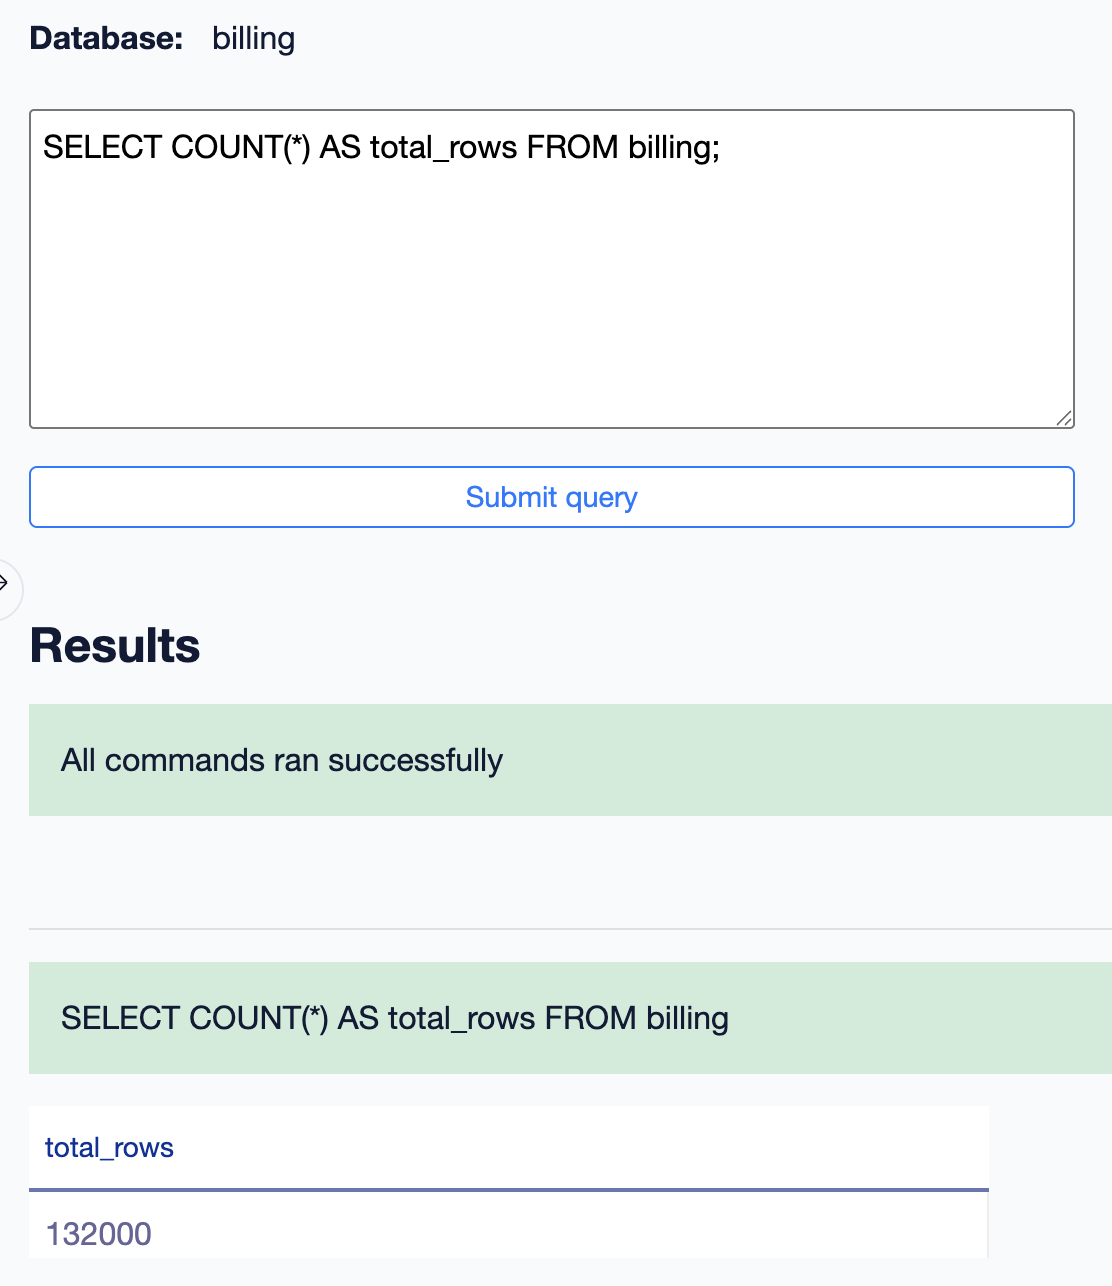 Database: billing
SELECT COUNT(*) AS total_rows FROM billing;
Submit query
Results
All commands ran successfully
SELECT COUNT(*) AS total_rows FROM billing
total_rows
132000